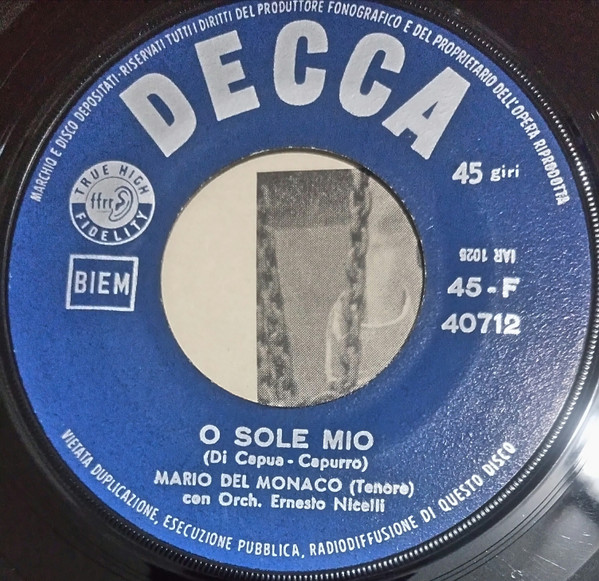 MARCHIO E DISCO DEPOSITATI - RISERVATI TUTTI I DIRITTI DEL PRODUTTORE FONOGRAFICO E DEL PROPRIETARIO DELL'OPERA RIPRODOTTA
DECCA
45 giri
TRUE HIGH
ffrr
FIDELITY
BIEM
IAR 1025
45-F
40712
O SOLE MIO
(Di Capua - Capurro)
MARIO DEL MONACO (Tenore)
con Orch. Ernesto Nicelli
VIETATA DUPLICAZIONE, ESECUZIONE PUBBLICA, RADIODIFFUSIONE DI QUESTO DISCO